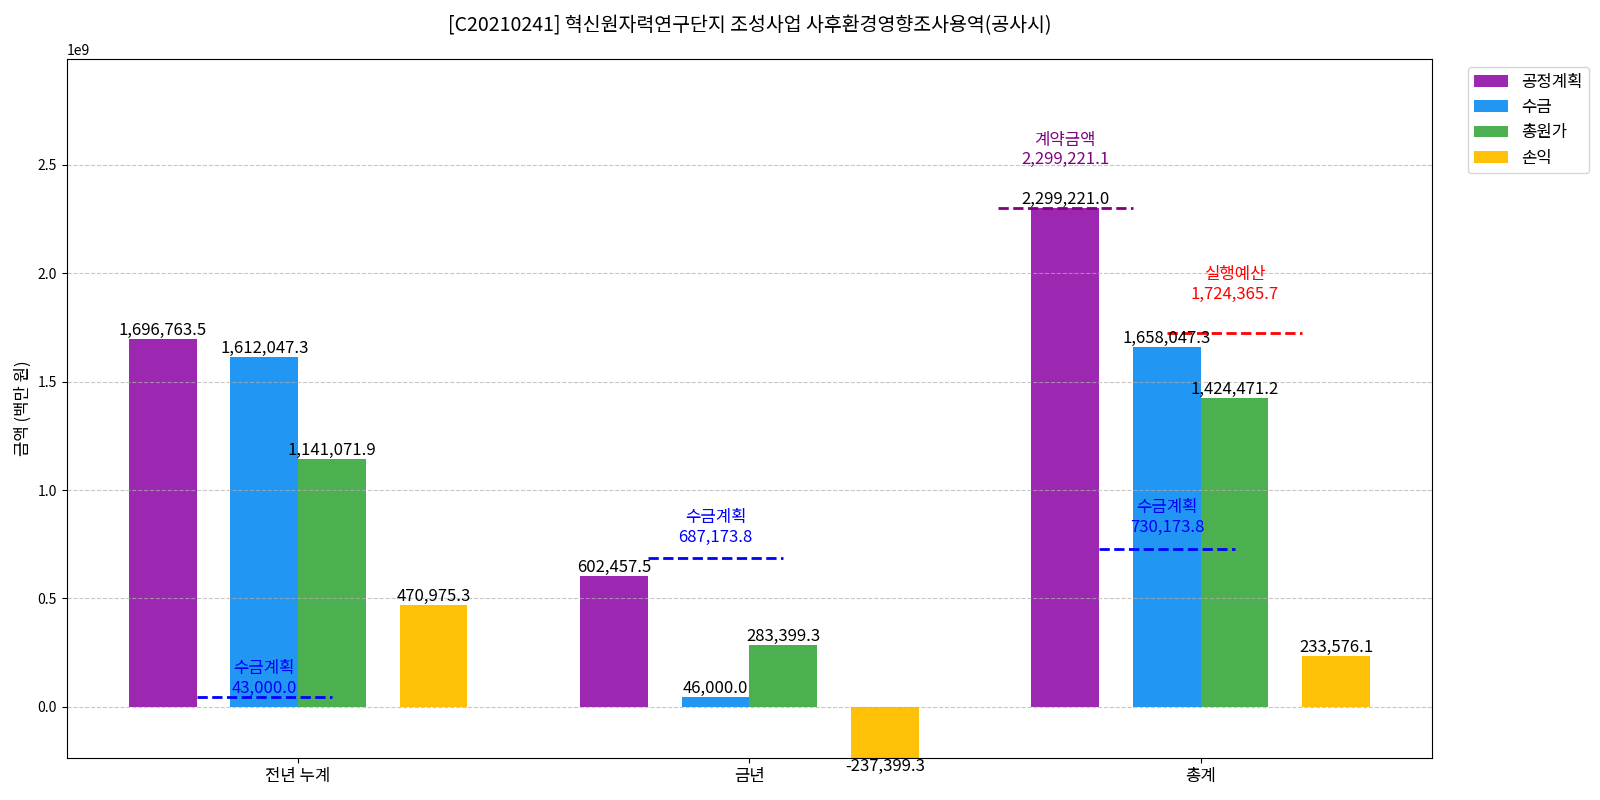 [C20210241] 혁신원자력연구단지 조성사업 사후환경영향조사용역(공사시)
1e9
공정계획
수금
총원가
손익
금액 (백만 원)
2.5
2.0
1.5
1.0
0.5
0.0
계약금액
2,299,221.1
2,299,221.0
실행예산
1,724,365.7
1,696,763.5
1,612,047.3
1,658,047.3
1,424,471.2
1,141,071.9
수금계획
687,173.8
수금계획
730,173.8
602,457.5
470,975.3
283,399.3
233,576.1
수금계획
43,000.0
46,000.0
-237,399.3
전년 누계
금년
총계